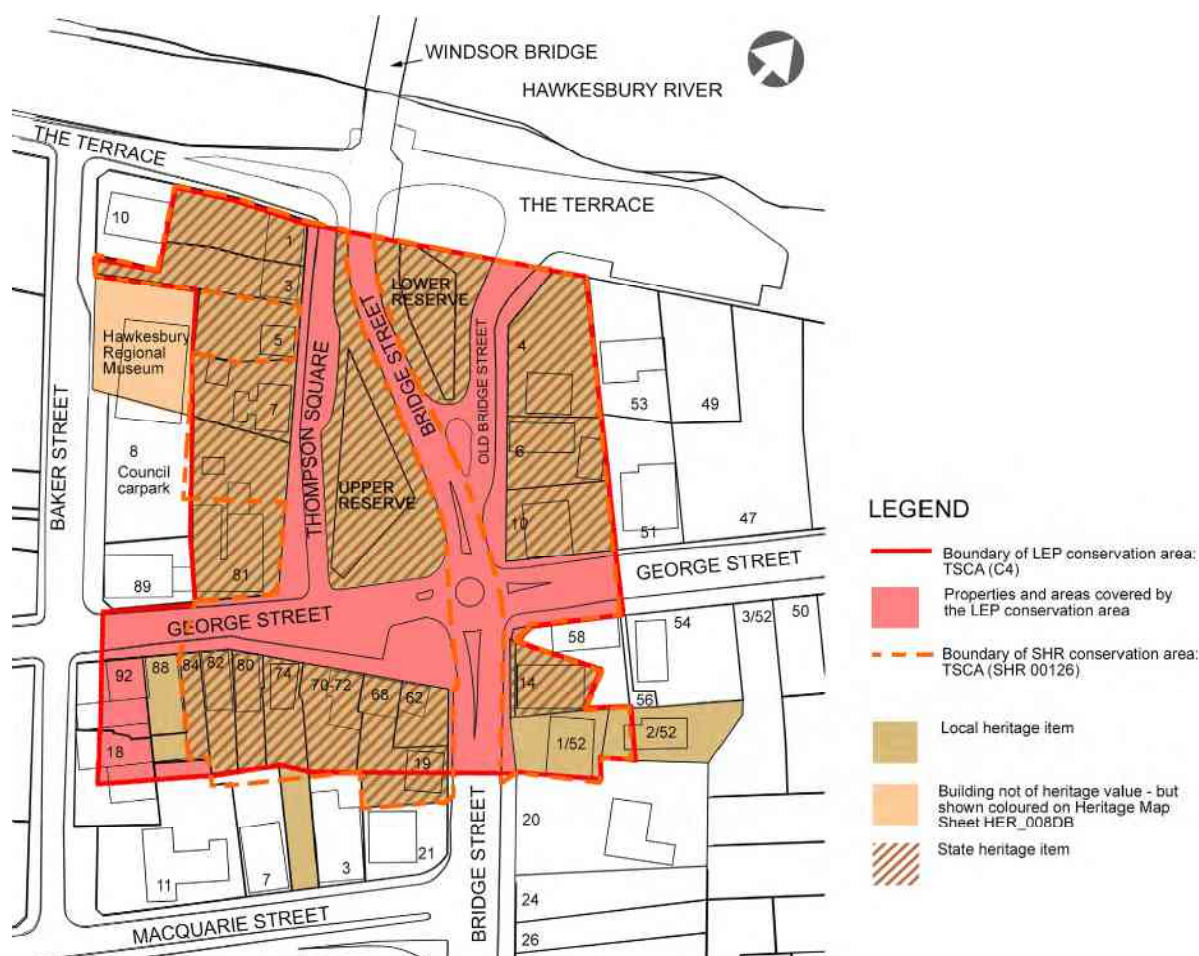 WINDSOR BRIDGE
HAWKESBURY RIVER
THE TERRACE
THE TERRACE
10
1
3
LOWER
RESERVE
Hawkesbury
Regional
Museum
5
4
BRIDGE STREET
OLD BRIDGE STREET
THOMPSON SQUARE
7
53
49
BAKER STREET
6
8
Council
carpark
UPPER
RESERVE
10
51
47
81
89
GEORGE STREET
GEORGE STREET
58
54
3/52
50
92
88
84
82
80
74
70-72
68
62
14
56
18
19
1/52
2/52
20
21
11
7
3
BRIDGE STREET
24
MACQUARIE STREET
26
LEGEND
Boundary of LEP conservation area:
TSCA (C4)
Properties and areas covered by
the LEP conservation area
Boundary of SHR conservation area:
TSCA (SHR 00126)
Local heritage item
Building not of heritage value - but
shown coloured on Heritage Map
Sheet HER_008DB
State heritage item